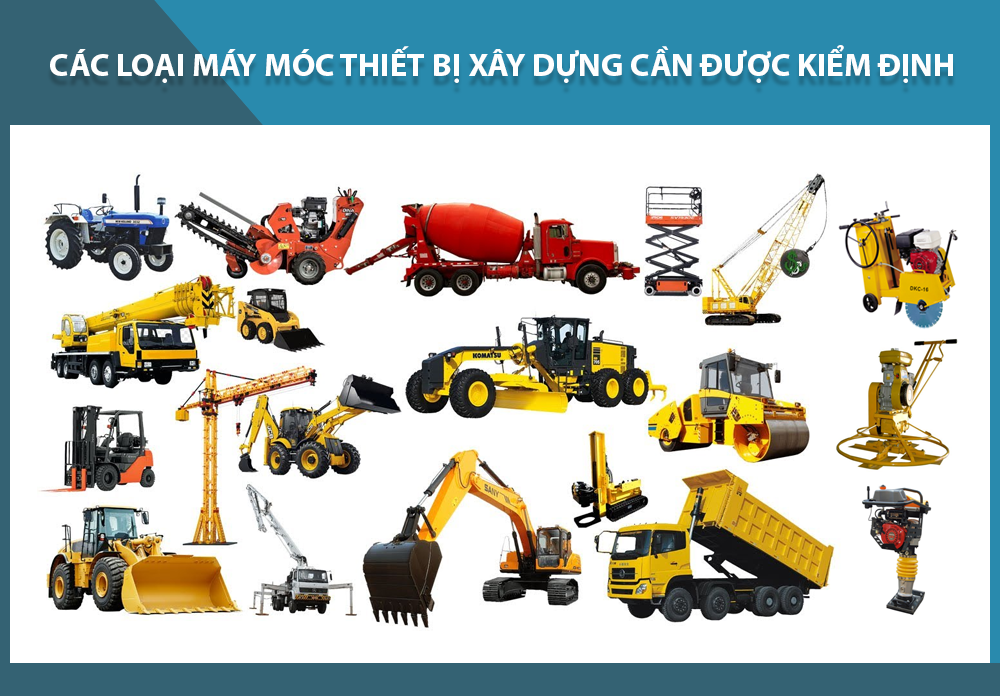 CÁC LOẠI MÁY MÓC THIẾT BỊ XÂY DỰNG CẦN ĐƯỢC KIỂM ĐỊNH
KOMATSU
DKC-16
SANY